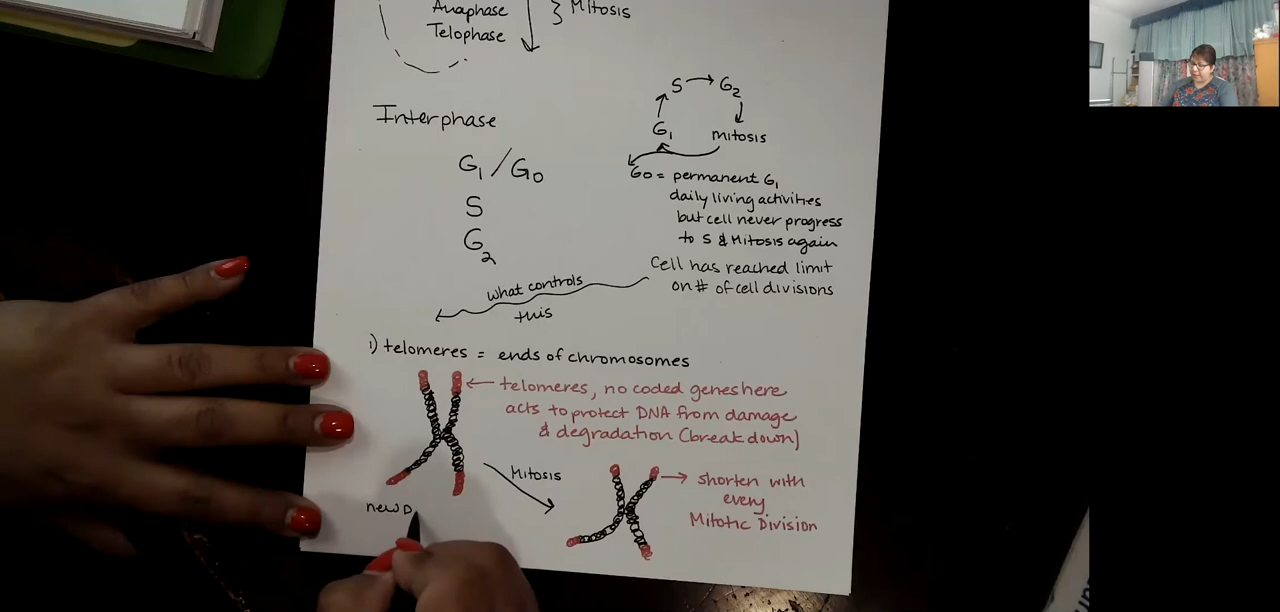 Anaphase } Mitosis
Telophase
S → G2
G1 mitosis
Interphase
G1/G0
S
G2
G0 = permanent G1
daily living activities
but cell never progress
to S & Mitosis again
Cell has reached limit
on # of cell divisions
what controls
this
1) telomeres = ends of chromosomes
← telomeres, no coded genes here
acts to protect DNA from damage
& degradation (break down)
Mitosis
→ shorten with
every
Mitotic Division
new D